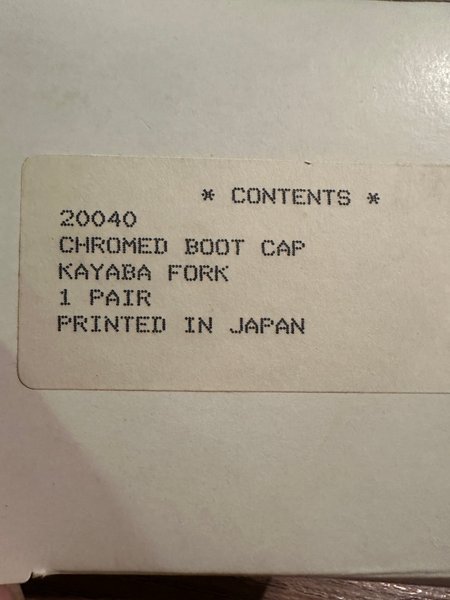 * CONTENTS *
20040
CHROMED BOOT CAP
KAYABA FORK
1 PAIR
PRINTED IN JAPAN